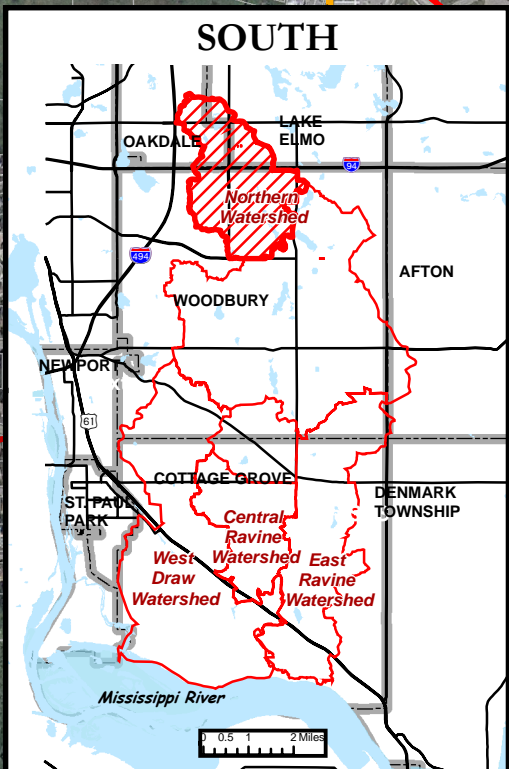 SOUTH
LAKE
ELMO
OAKDALE
94
Northern
Watershed
494
AFTON
WOODBURY
NEWPORT
61
COTTAGE GROVE
ST. PAUL
PARK
DENMARK
TOWNSHIP
Central
Ravine
Watershed
West
Draw
Watershed
East
Ravine
Watershed
Mississippi River
0 0.5 1 2 Miles